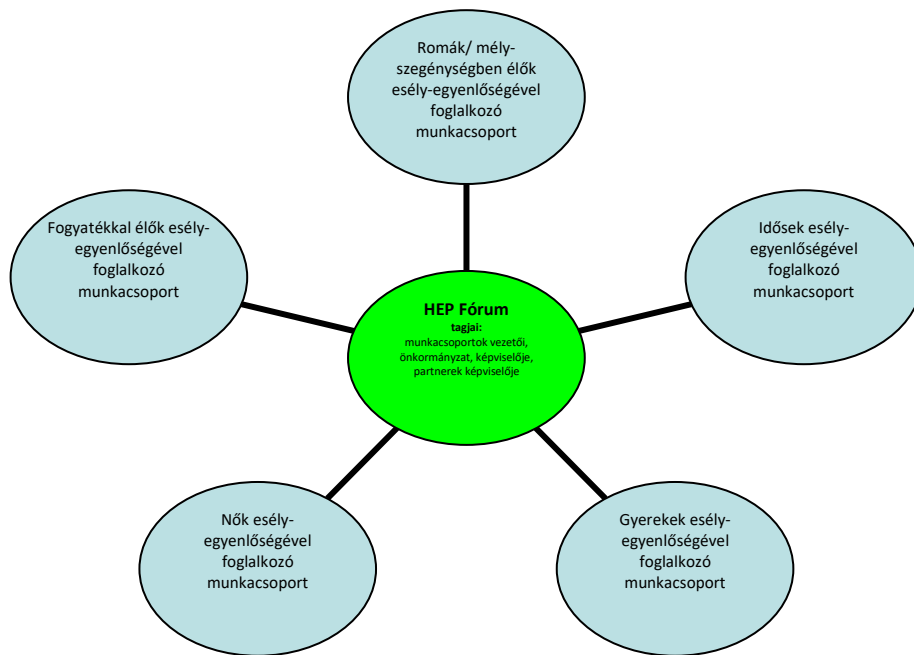 Romák/ mély-
szegénységben élők
esély-egyenlőségével
foglalkozó
munkacsoport
Fogyatékkal élők esély-
egyenlőségével
foglalkozó
munkacsoport
Idősek esély-
egyenlőségével
foglalkozó
munkacsoport
HEP Fórum
tagjai:
munkacsoportok vezetői,
önkormányzat, képviselője,
partnerek képviselője
Nők esély-
egyenlőségével
foglalkozó
munkacsoport
Gyerekek esély-
egyenlőségével
foglalkozó
munkacsoport